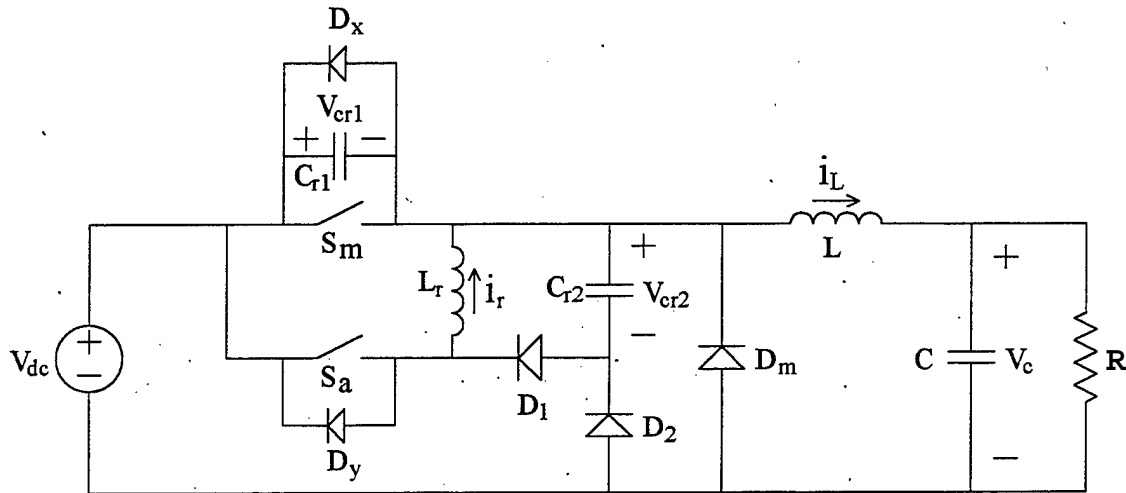 Dx
Vcr1
+ −
Cr1
Sm
iL
L
Lr
ir
Cr2
+
Vcr2
−
+
Vdc
−
Sa
D1
Dm
C
+
Vc
−
R
Dy
D2